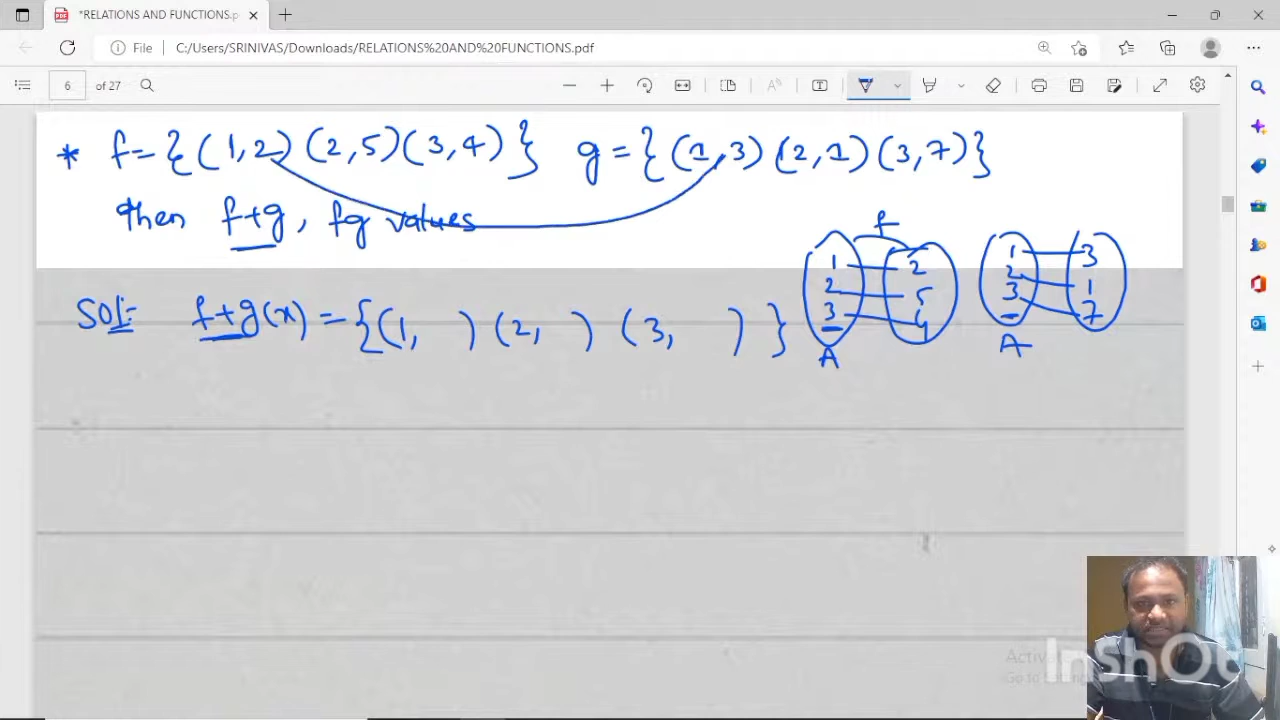 *RELATIONS AND FUNCTIONS.p
File C:/Users/SRINIVAS/Downloads/RELATIONS%20AND%20FUNCTIONS.pdf
6 of 27
* f={(1,2) (2,5)(3,4)} g={(1,3)(2,1)(3,7)}
then f+g, fg values
Sol:- f+g(x)={(1, ) (2, ) (3, )}
f
1 2 1 3
2 5 2 1
3 4 3 7
A A
InShOt